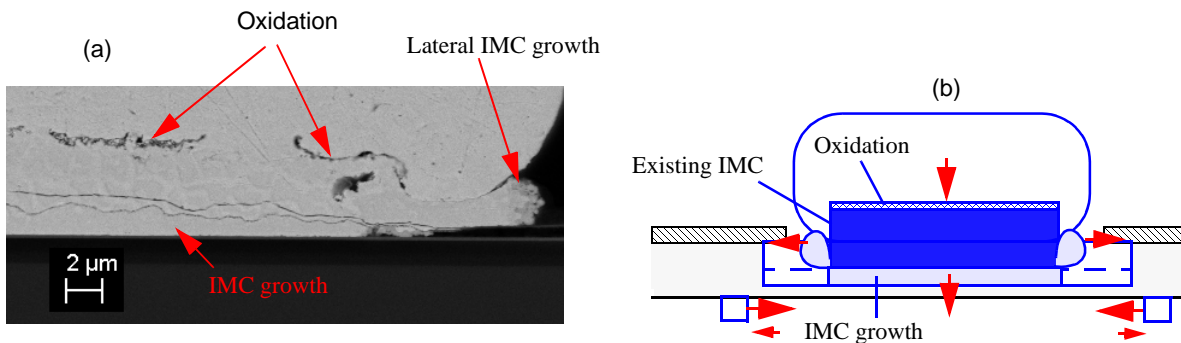 Oxidation
(a)
Lateral IMC growth
2 µm
IMC growth
(b)
Oxidation
Existing IMC
IMC growth